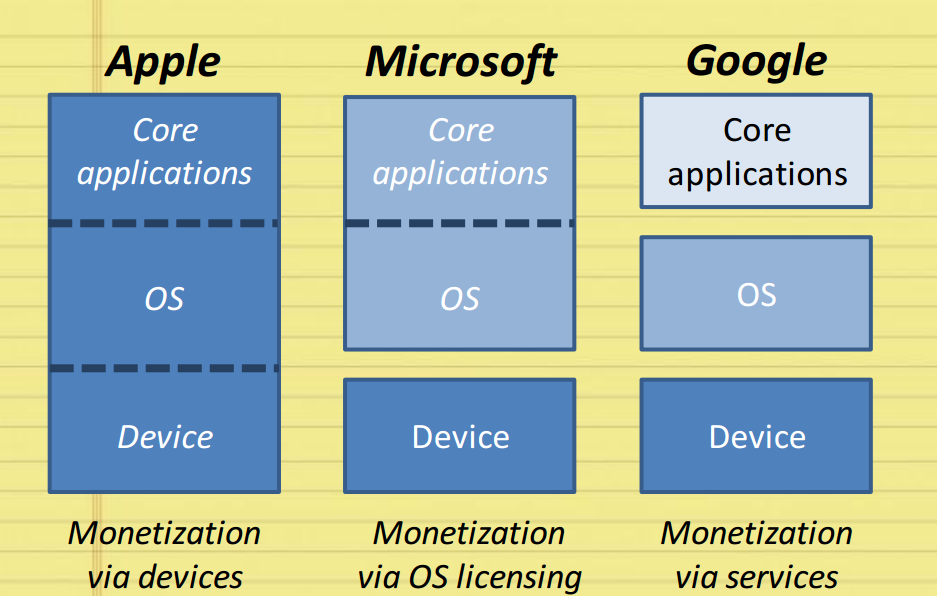 Apple
Core
applications
OS
Device
Monetization
via devices
Microsoft
Core
applications
OS
Device
Monetization
via OS licensing
Google
Core
applications
OS
Device
Monetization
via services